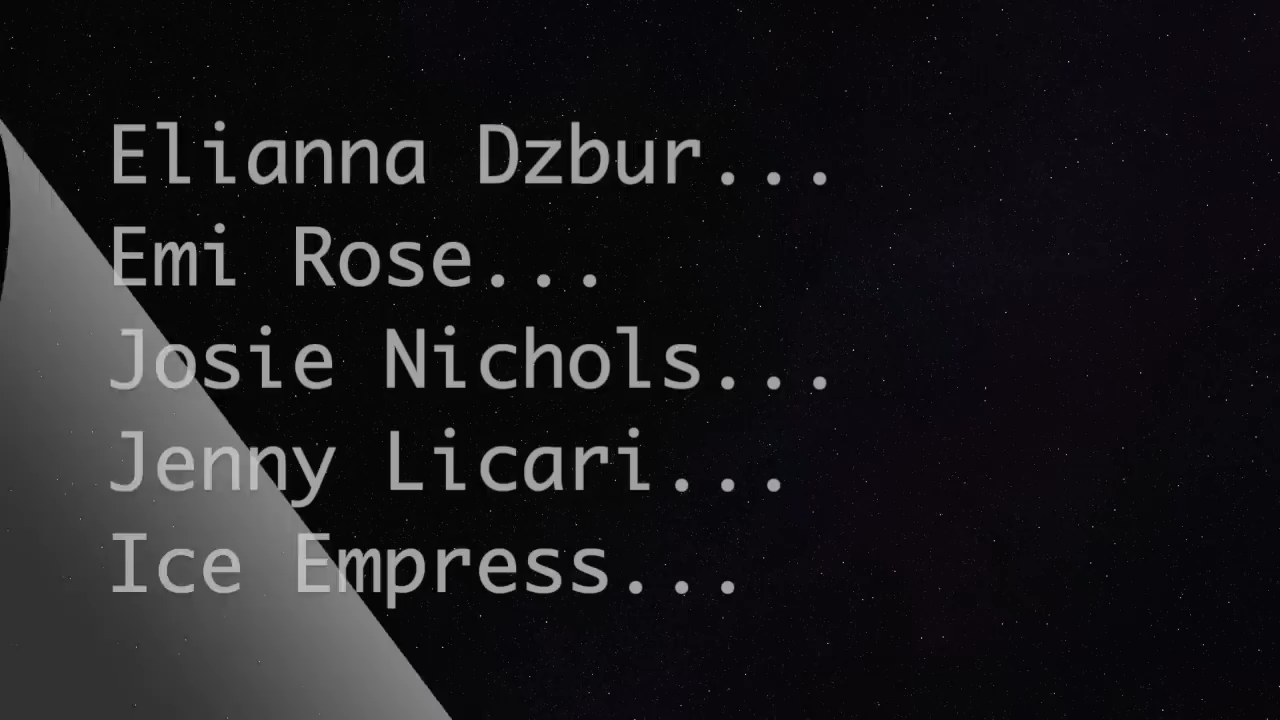 Elianna Dzbur...
Emi Rose...
Josie Nichols...
Jenny Licari...
Ice Empress...